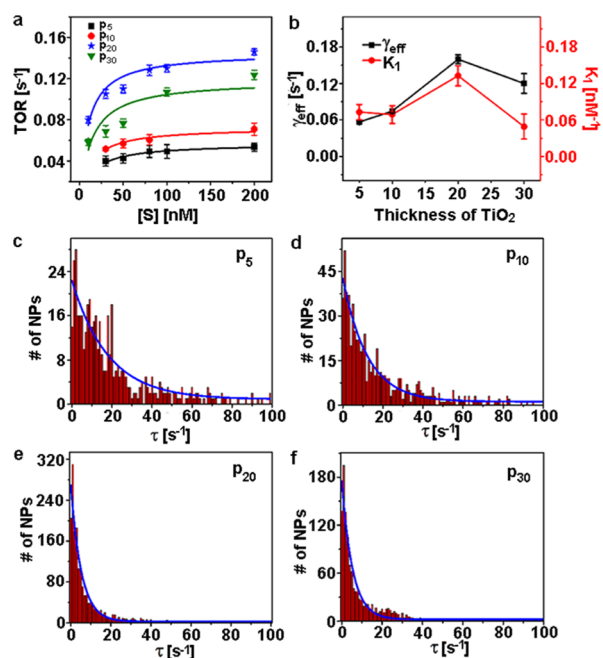 a
p5
p10
p20
p30
0.16
0.12
0.08
0.04
TOR [s-1]
0
50
100
150
200
[S] [nM]
b
γeff
K1
0.18
0.12
0.06
0.00
γeff [s-1]
0.18
0.12
0.06
0.00
K1 [nM-1]
5
10
20
30
Thickness of TiO2
c
p5
28
24
16
8
0
# of NPs
0
20
40
60
80
100
τ [s-1]
d
p10
45
30
15
0
# of NPs
0
20
40
60
80
100
τ [s-1]
e
p20
320
240
160
80
0
# of NPs
0
20
40
60
80
100
τ [s-1]
f
p30
180
120
60
0
# of NPs
0
20
40
60
80
100
τ [s-1]